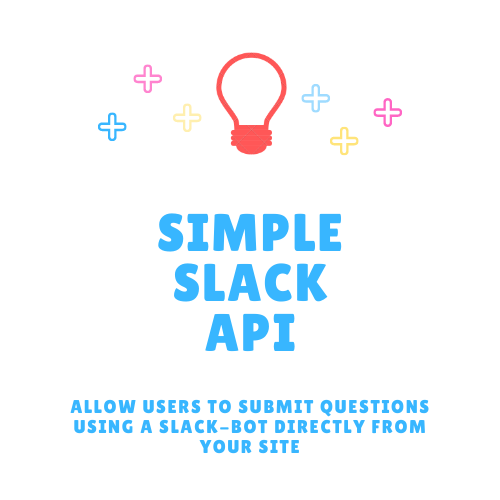 SIMPLE
SLACK
API
ALLOW USERS TO SUBMIT QUESTIONS
USING A SLACK-BOT DIRECTLY FROM
YOUR SITE